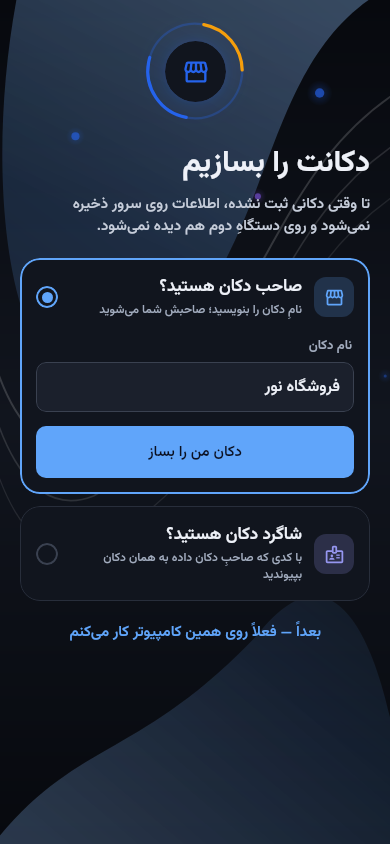 دکانت را بسازیم
تا وقتی دکانی ثبت نشده، اطلاعات روی سرور ذخیره
نمی‌شود و روی دستگاهِ دوم هم دیده نمی‌شود.
صاحب دکان هستید؟
نامِ دکان را بنویسید؛ صاحبش شما می‌شوید
نام دکان
فروشگاه نور
دکان من را بساز
شاگرد دکان هستید؟
با کدی که صاحبِ دکان داده به همان دکان
بپیوندید
بعداً — فعلاً روی همین کامپیوتر کار می‌کنم